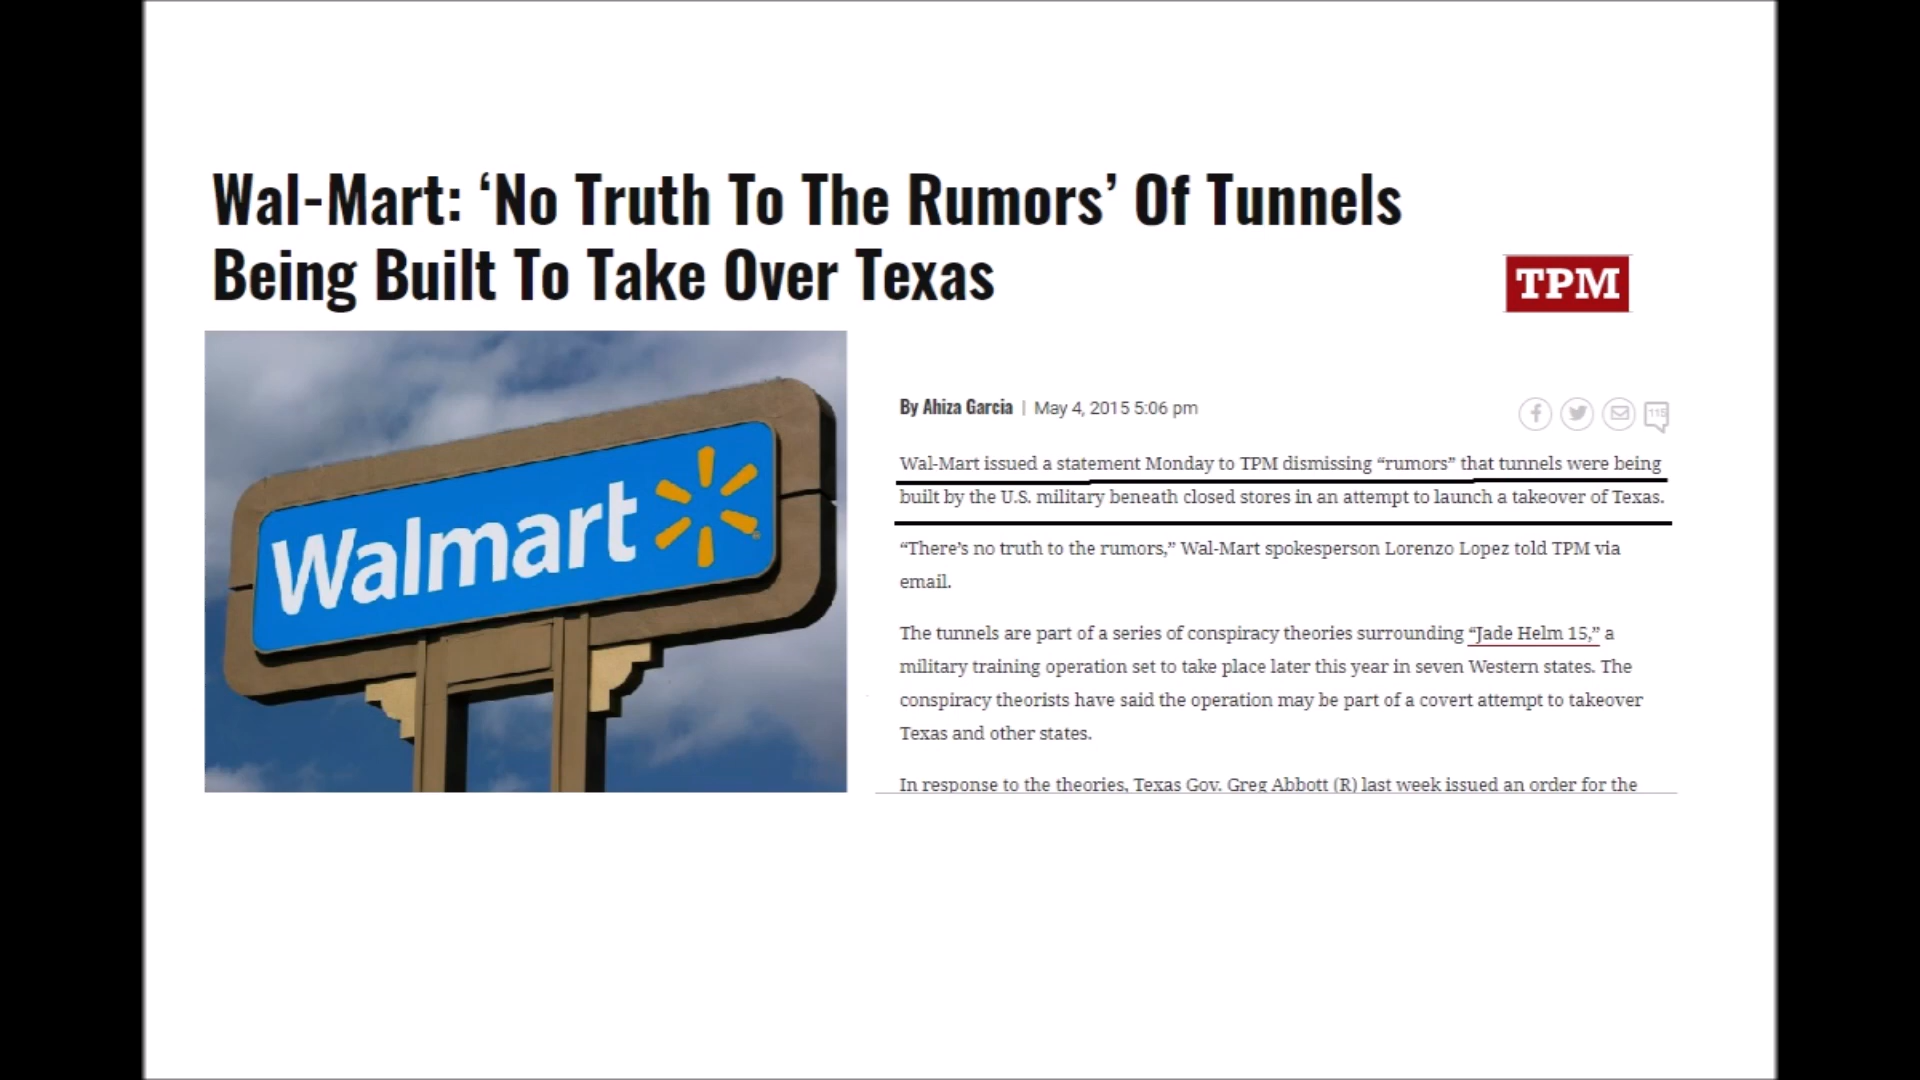 Wal-Mart: ‘No Truth To The Rumors’ Of Tunnels
Being Built To Take Over Texas
TPM
Walmart
By Ahiza Garcia | May 4, 2015 5:06 pm
115
Wal-Mart issued a statement Monday to TPM dismissing “rumors” that tunnels were being
built by the U.S. military beneath closed stores in an attempt to launch a takeover of Texas.
“There’s no truth to the rumors,” Wal-Mart spokesperson Lorenzo Lopez told TPM via
email.
The tunnels are part of a series of conspiracy theories surrounding “Jade Helm 15,” a
military training operation set to take place later this year in seven Western states. The
conspiracy theorists have said the operation may be part of a covert attempt to takeover
Texas and other states.
In response to the theories, Texas Gov. Greg Abbott (R) last week issued an order for the